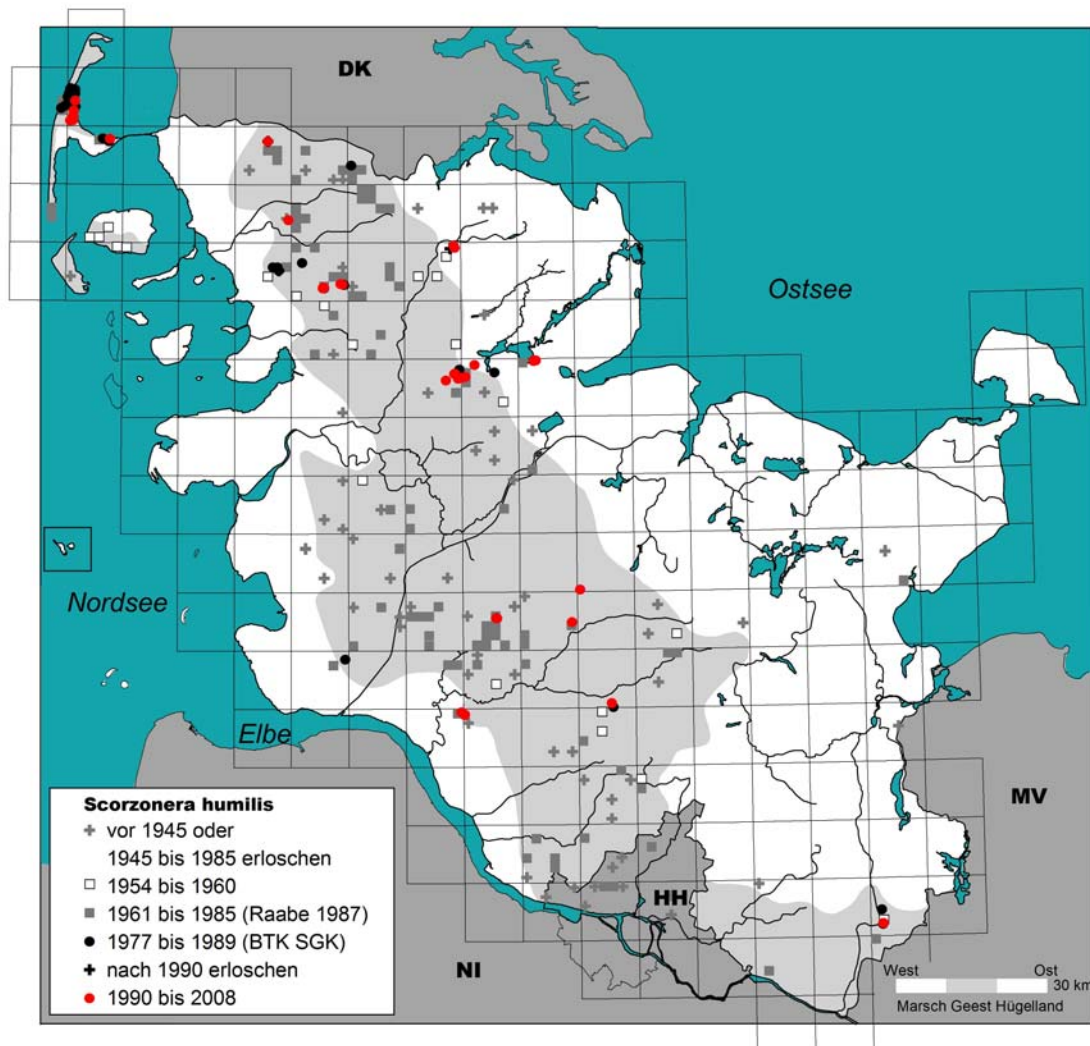 DK
Ostsee
Nordsee
Elbe
MV
HH
NI
Scorzonera humilis
vor 1945 oder
1945 bis 1985 erloschen
1954 bis 1960
1961 bis 1985 (Raabe 1987)
1977 bis 1989 (BTK SGK)
nach 1990 erloschen
1990 bis 2008
West Ost
30 km
Marsch Geest Hügelland